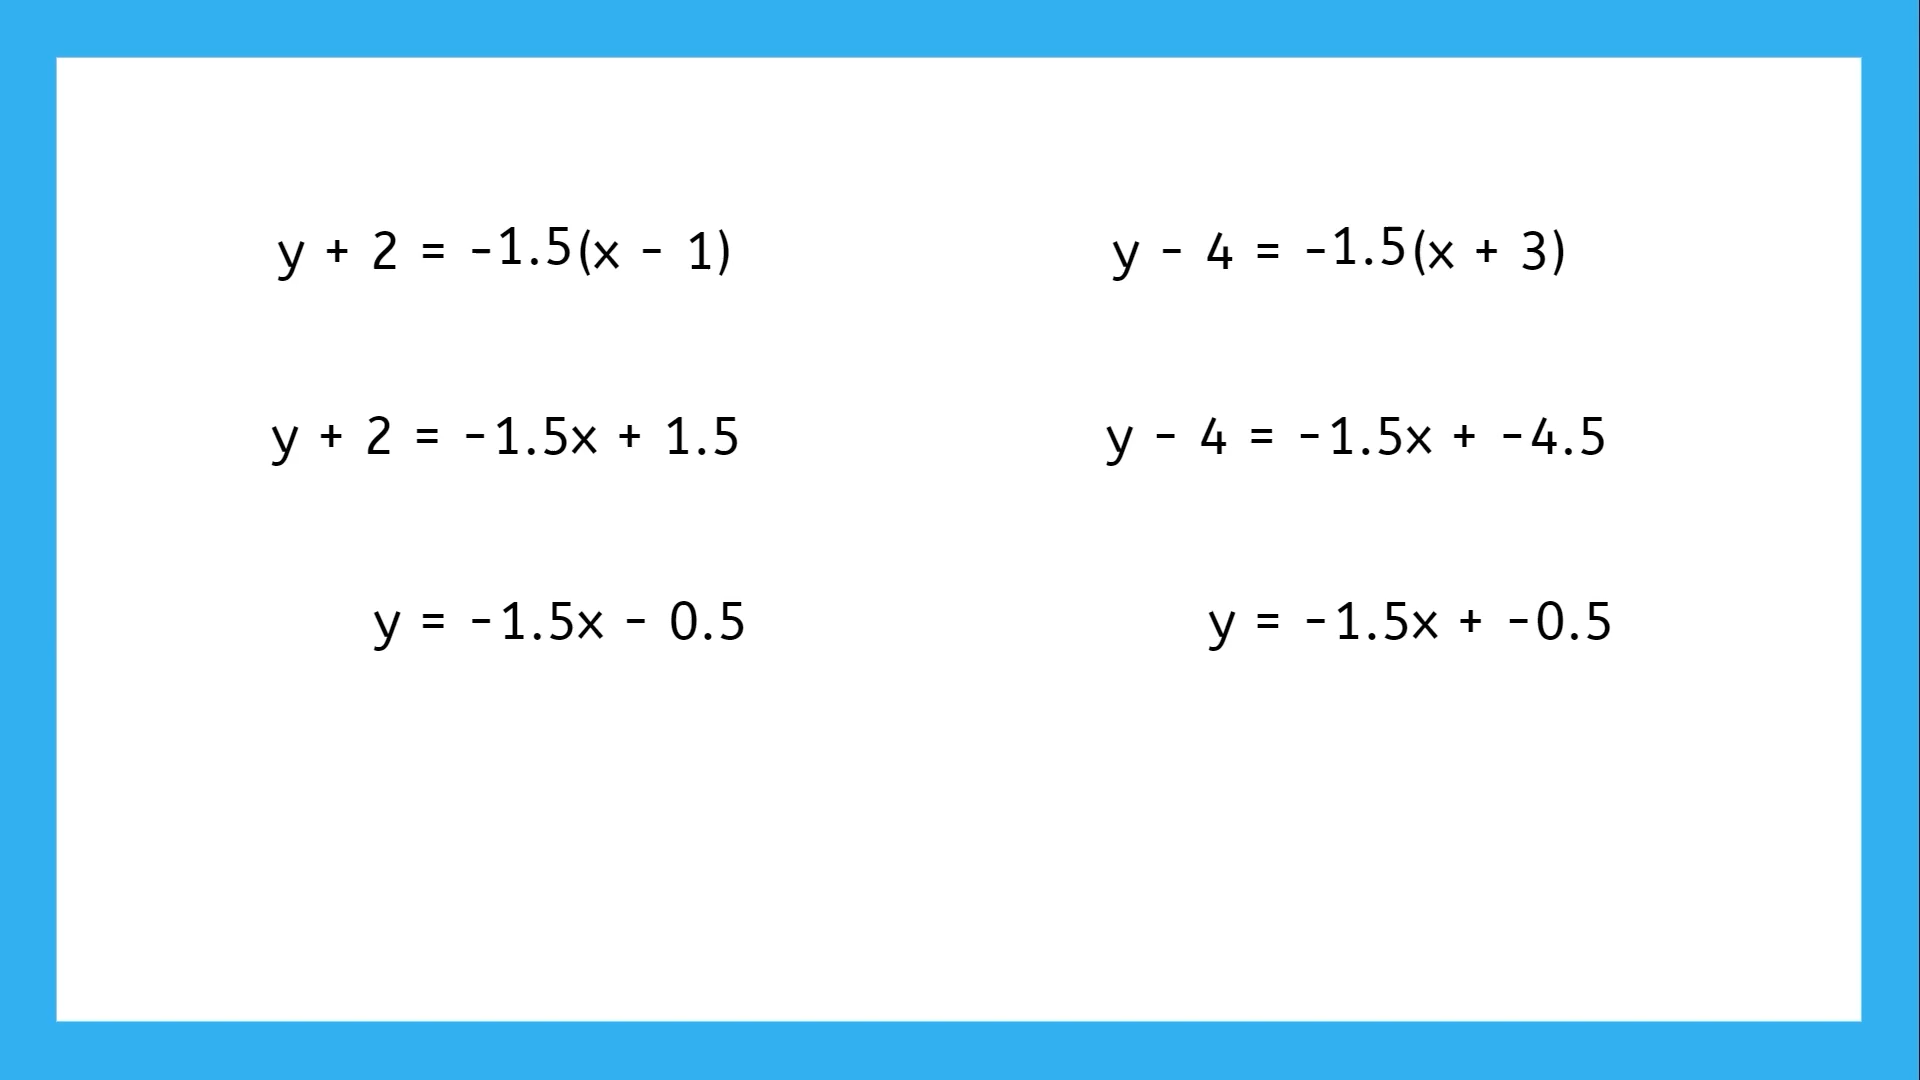 y + 2 = -1.5(x - 1)
y + 2 = -1.5x + 1.5
y = -1.5x - 0.5
y - 4 = -1.5(x + 3)
y - 4 = -1.5x + -4.5
y = -1.5x + -0.5